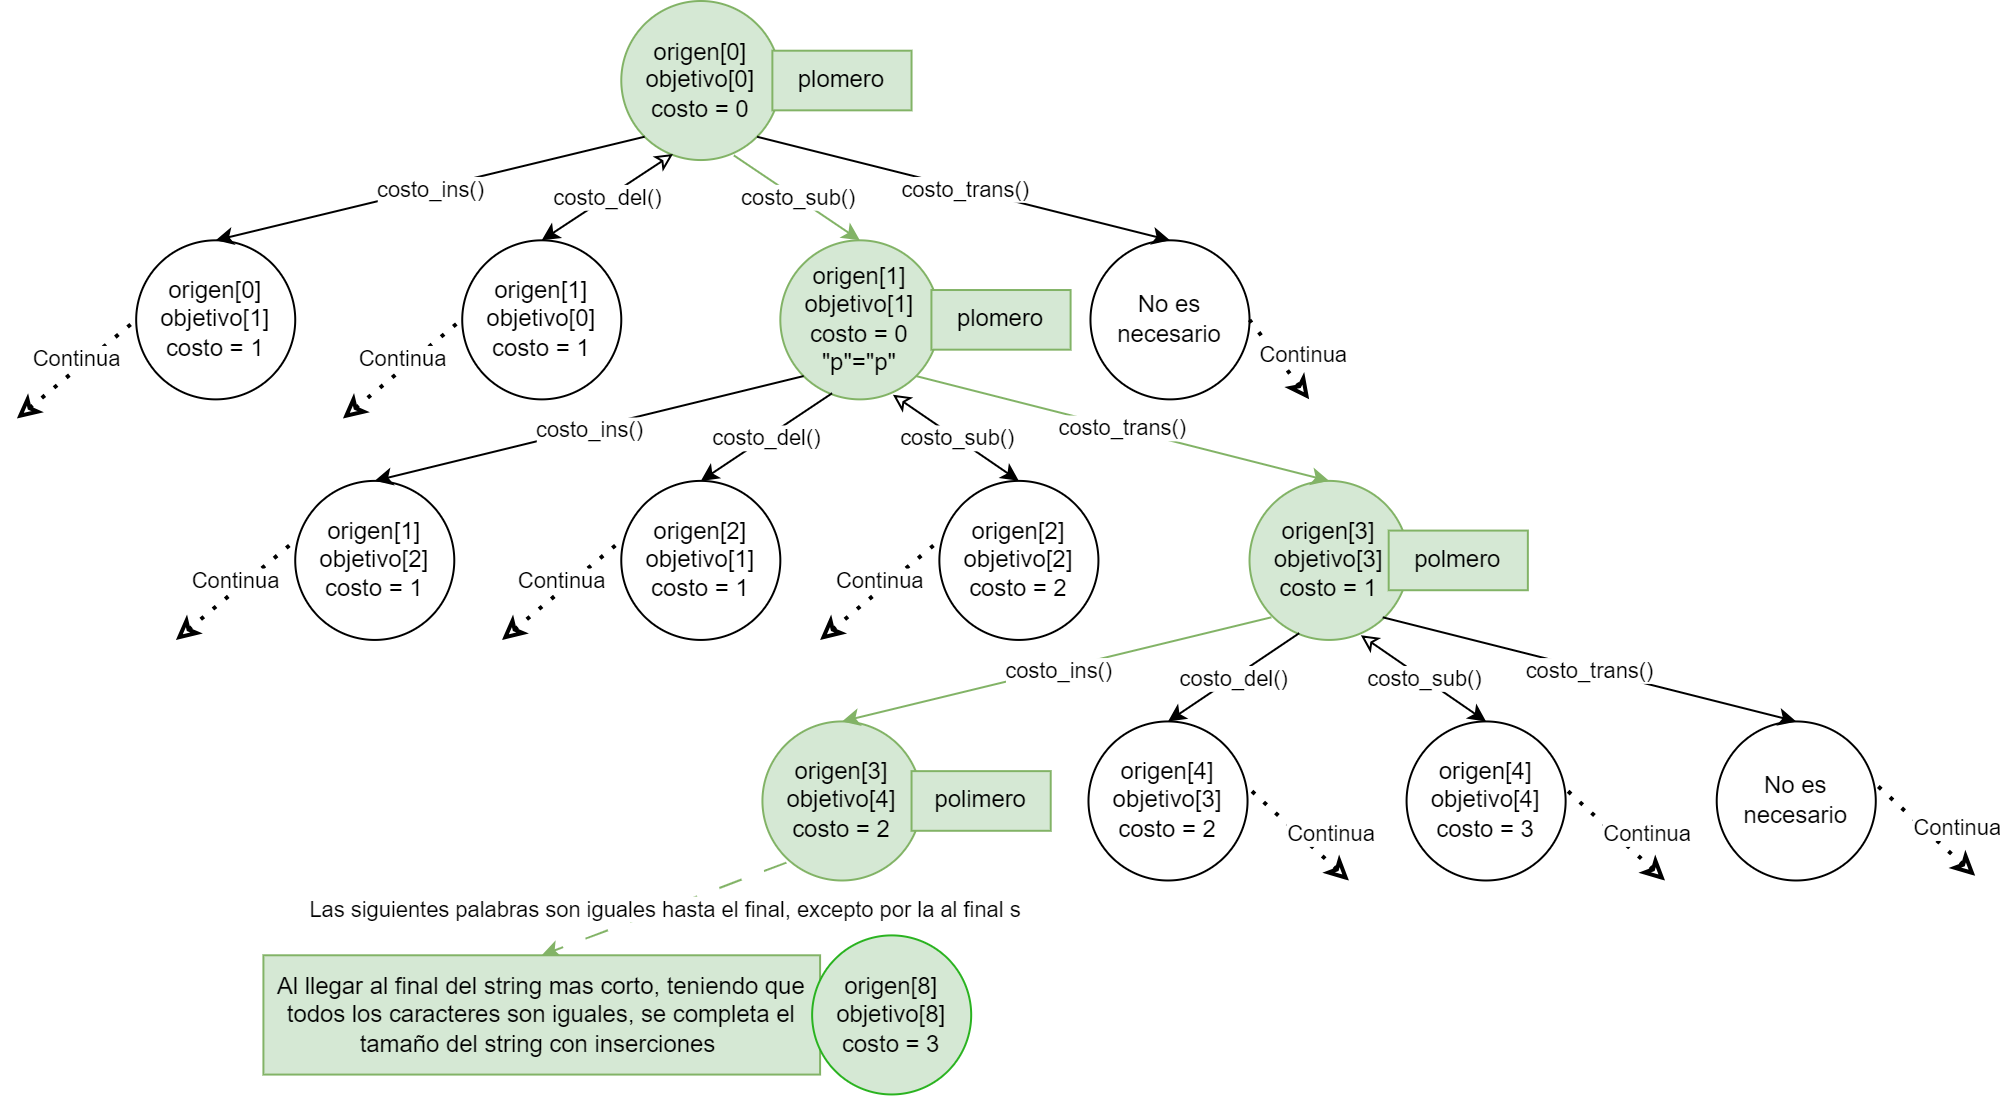 origen[0]
objetivo[0]
costo = 0
plomero
costo_ins()
costo_del()
costo_sub()
costo_trans()
origen[0]
objetivo[1]
costo = 1
origen[1]
objetivo[0]
costo = 1
origen[1]
objetivo[1]
costo = 0
"p"="p"
plomero
No es
necesario
Continua
Continua
Continua
costo_ins()
costo_del()
costo_sub()
costo_trans()
origen[1]
objetivo[2]
costo = 1
origen[2]
objetivo[1]
costo = 1
origen[2]
objetivo[2]
costo = 2
origen[3]
objetivo[3]
costo = 1
polmero
Continua
Continua
Continua
costo_ins()
costo_del()
costo_sub()
costo_trans()
origen[3]
objetivo[4]
costo = 2
polimero
origen[4]
objetivo[3]
costo = 2
origen[4]
objetivo[4]
costo = 3
No es
necesario
Continua
Continua
Continua
Las siguientes palabras son iguales hasta el final, excepto por la al final s
Al llegar al final del string mas corto, teniendo que
todos los caracteres son iguales, se completa el
tamaño del string con inserciones
origen[8]
objetivo[8]
costo = 3